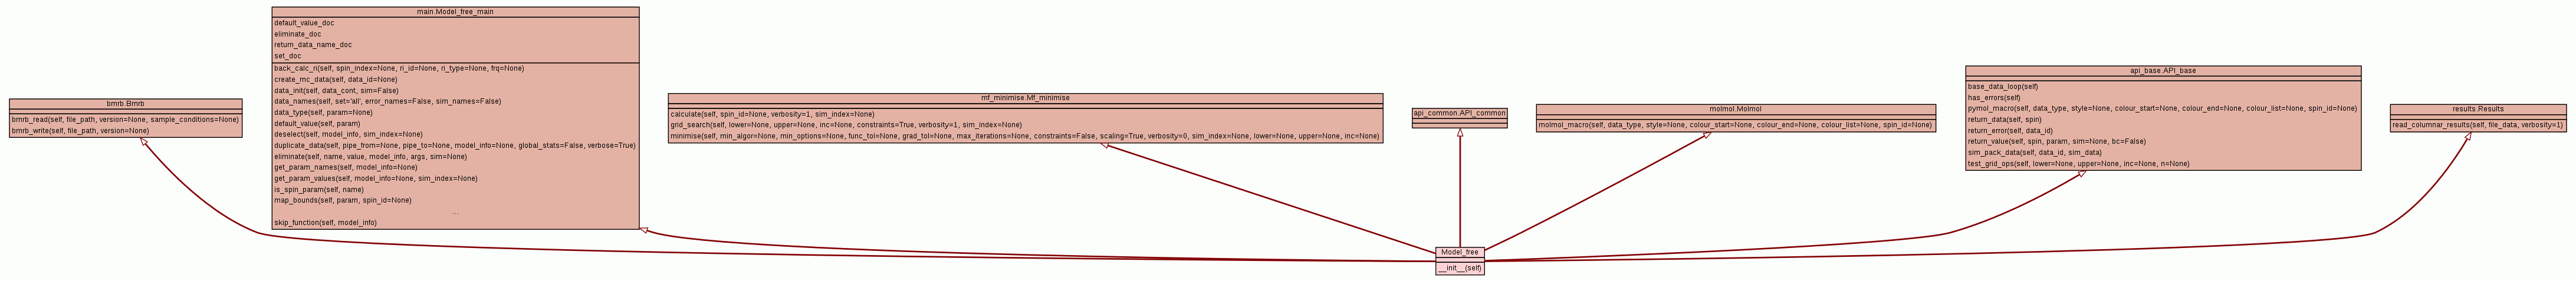 bmrb.Bmrb
bmrb_read(self, file_path, version=None, sample_conditions=None)
bmrb_write(self, file_path, version=None)
main.Model_free_main
default_value_doc
eliminate_doc
return_data_name_doc
set_doc
back_calc_ri(self, spin_index=None, ri_id=None, ri_type=None, frq=None)
create_mc_data(self, data_id=None)
data_init(self, data_cont, sim=False)
data_names(self, set='all', error_names=False, sim_names=False)
data_type(self, param=None)
default_value(self, param)
deselect(self, model_info, sim_index=None)
duplicate_data(self, pipe_from=None, pipe_to=None, model_info=None, global_stats=False, verbose=True)
eliminate(self, name, value, model_info, args, sim=None)
get_param_names(self, model_info=None)
get_param_values(self, model_info=None, sim_index=None)
is_spin_param(self, name)
map_bounds(self, param, spin_id=None)
...
skip_function(self, model_info)
mf_minimise.Mf_minimise
calculate(self, spin_id=None, verbosity=1, sim_index=None)
grid_search(self, lower=None, upper=None, inc=None, constraints=True, verbosity=1, sim_index=None)
minimise(self, min_algor=None, min_options=None, func_tol=None, grad_tol=None, max_iterations=None, constraints=False, scaling=True, verbosity=0, sim_index=None, lower=None, upper=None, inc=None)
api_common.API_common
molmol.Molmol
molmol_macro(self, data_type, style=None, colour_start=None, colour_end=None, colour_list=None, spin_id=None)
api_base.API_base
base_data_loop(self)
has_errors(self)
pymol_macro(self, data_type, style=None, colour_start=None, colour_end=None, colour_list=None, spin_id=None)
return_data(self, spin)
return_error(self, data_id)
return_value(self, spin, param, sim=None, bc=False)
sim_pack_data(self, data_id, sim_data)
test_grid_ops(self, lower=None, upper=None, inc=None, n=None)
results.Results
read_columnar_results(self, file_data, verbosity=1)
Model_free
__init__(self)